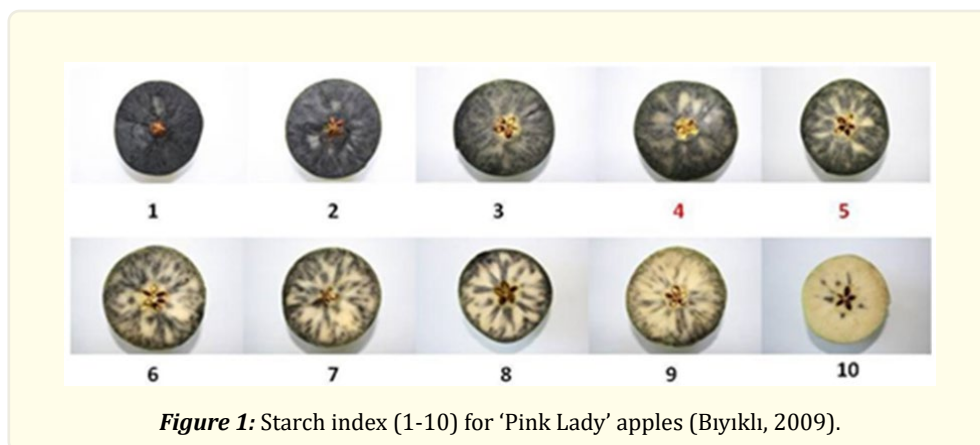 1 2 3 4 5
6 7 8 9 10
Figure 1: Starch index (1-10) for ‘Pink Lady’ apples (Bıyıklı, 2009).